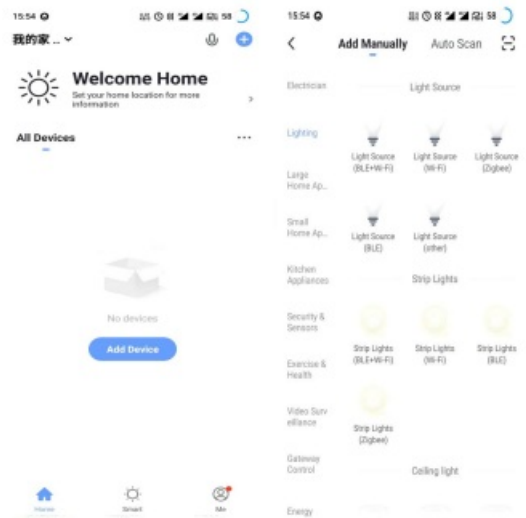 15:54
58
我的家 ..
Welcome Home
Set your home location for more
information
All Devices
No devices
Add Device
Home
Smart
Me
15:54
58
Add Manually
Auto Scan
Electrician
Light Source
Lighting
Light Source
(BLE+Wi-Fi)
Light Source
(Wi-Fi)
Light Source
(Zigbee)
Large
Home Ap...
Small
Home Ap...
Light Source
(BLE)
Light Source
(other)
Kitchen
Appliances
Strip Lights
Security &
Sensors
Strip Lights
(BLE+Wi-Fi)
Strip Lights
(Wi-Fi)
Strip Lights
(BLE)
Exercise &
Health
Video Surv
eillance
Strip Lights
(Zigbee)
Gateway
Control
Ceiling light
Energy